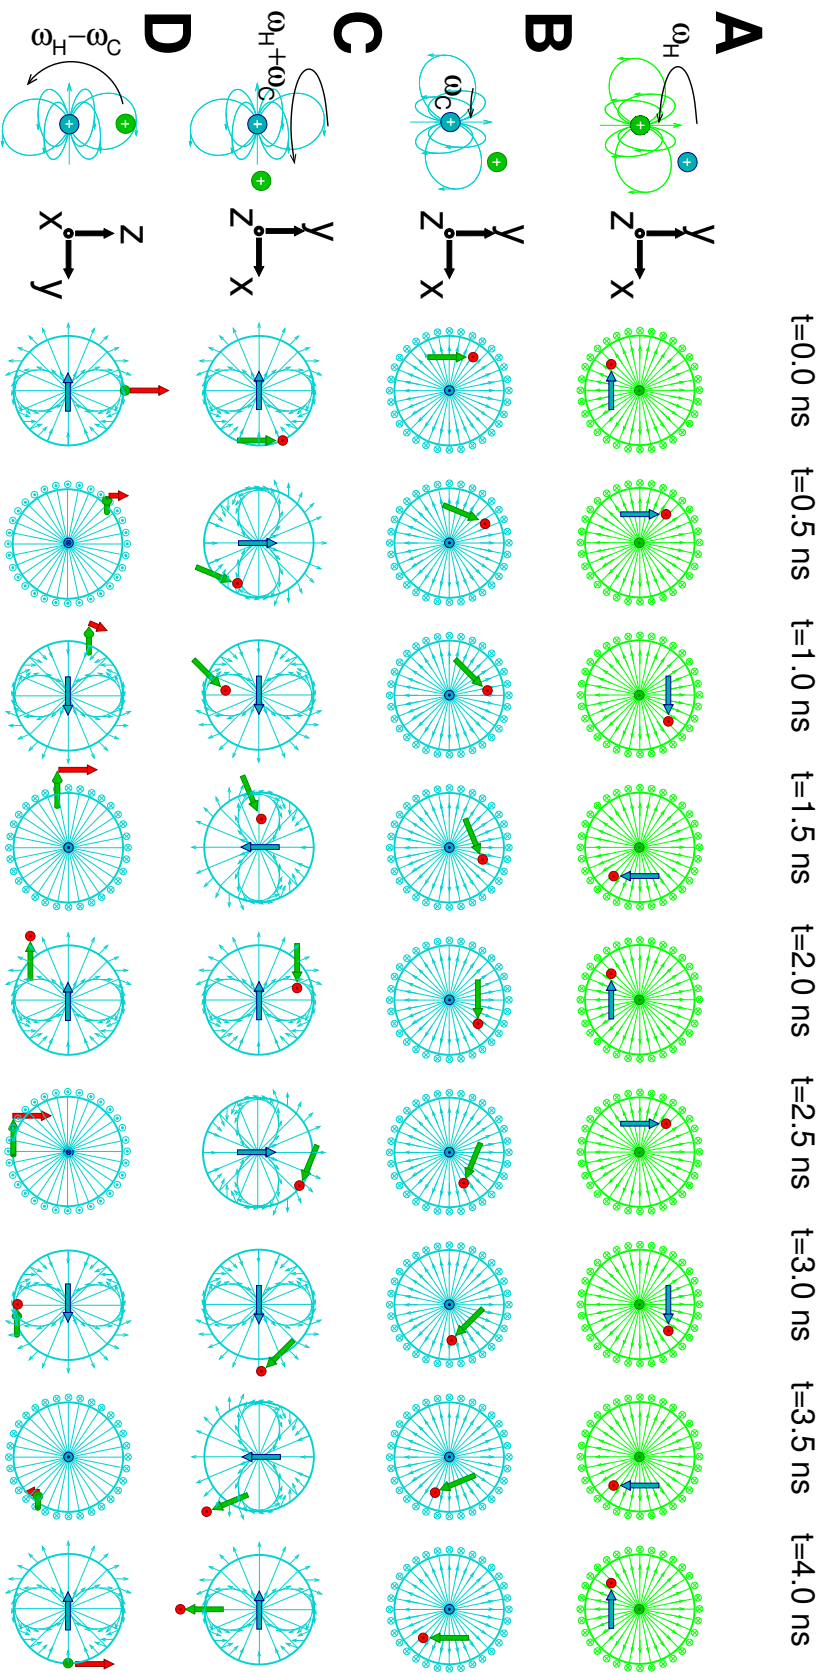 t=0.0 ns t=0.5 ns t=1.0 ns t=1.5 ns t=2.0 ns t=2.5 ns t=3.0 ns t=3.5 ns t=4.0 ns
A
ωH
y
z x
B
ωC
y
z x
C
ωH+ωC
y
z x
D
ωH−ωC
z
x y